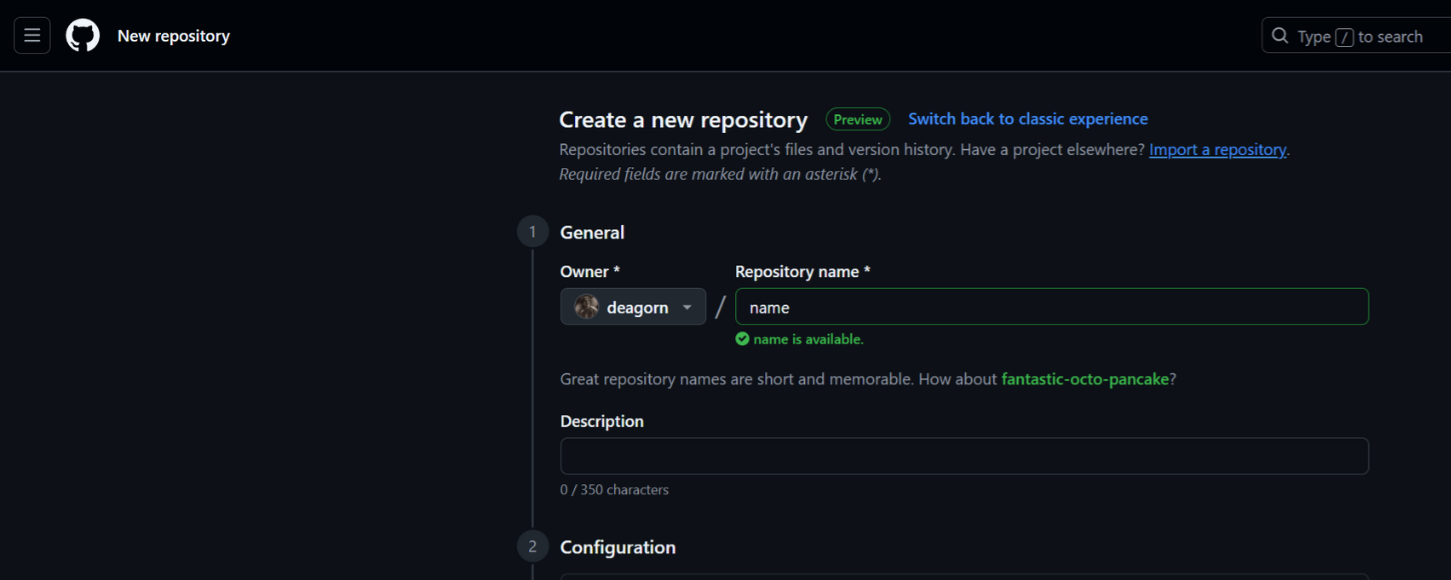 New repository
Type / to search
Create a new repository Preview Switch back to classic experience
Repositories contain a project's files and version history. Have a project elsewhere? Import a repository.
Required fields are marked with an asterisk (*).
1 General
Owner * Repository name *
deagorn / name
name is available.
Great repository names are short and memorable. How about fantastic-octo-pancake?
Description
0 / 350 characters
2 Configuration